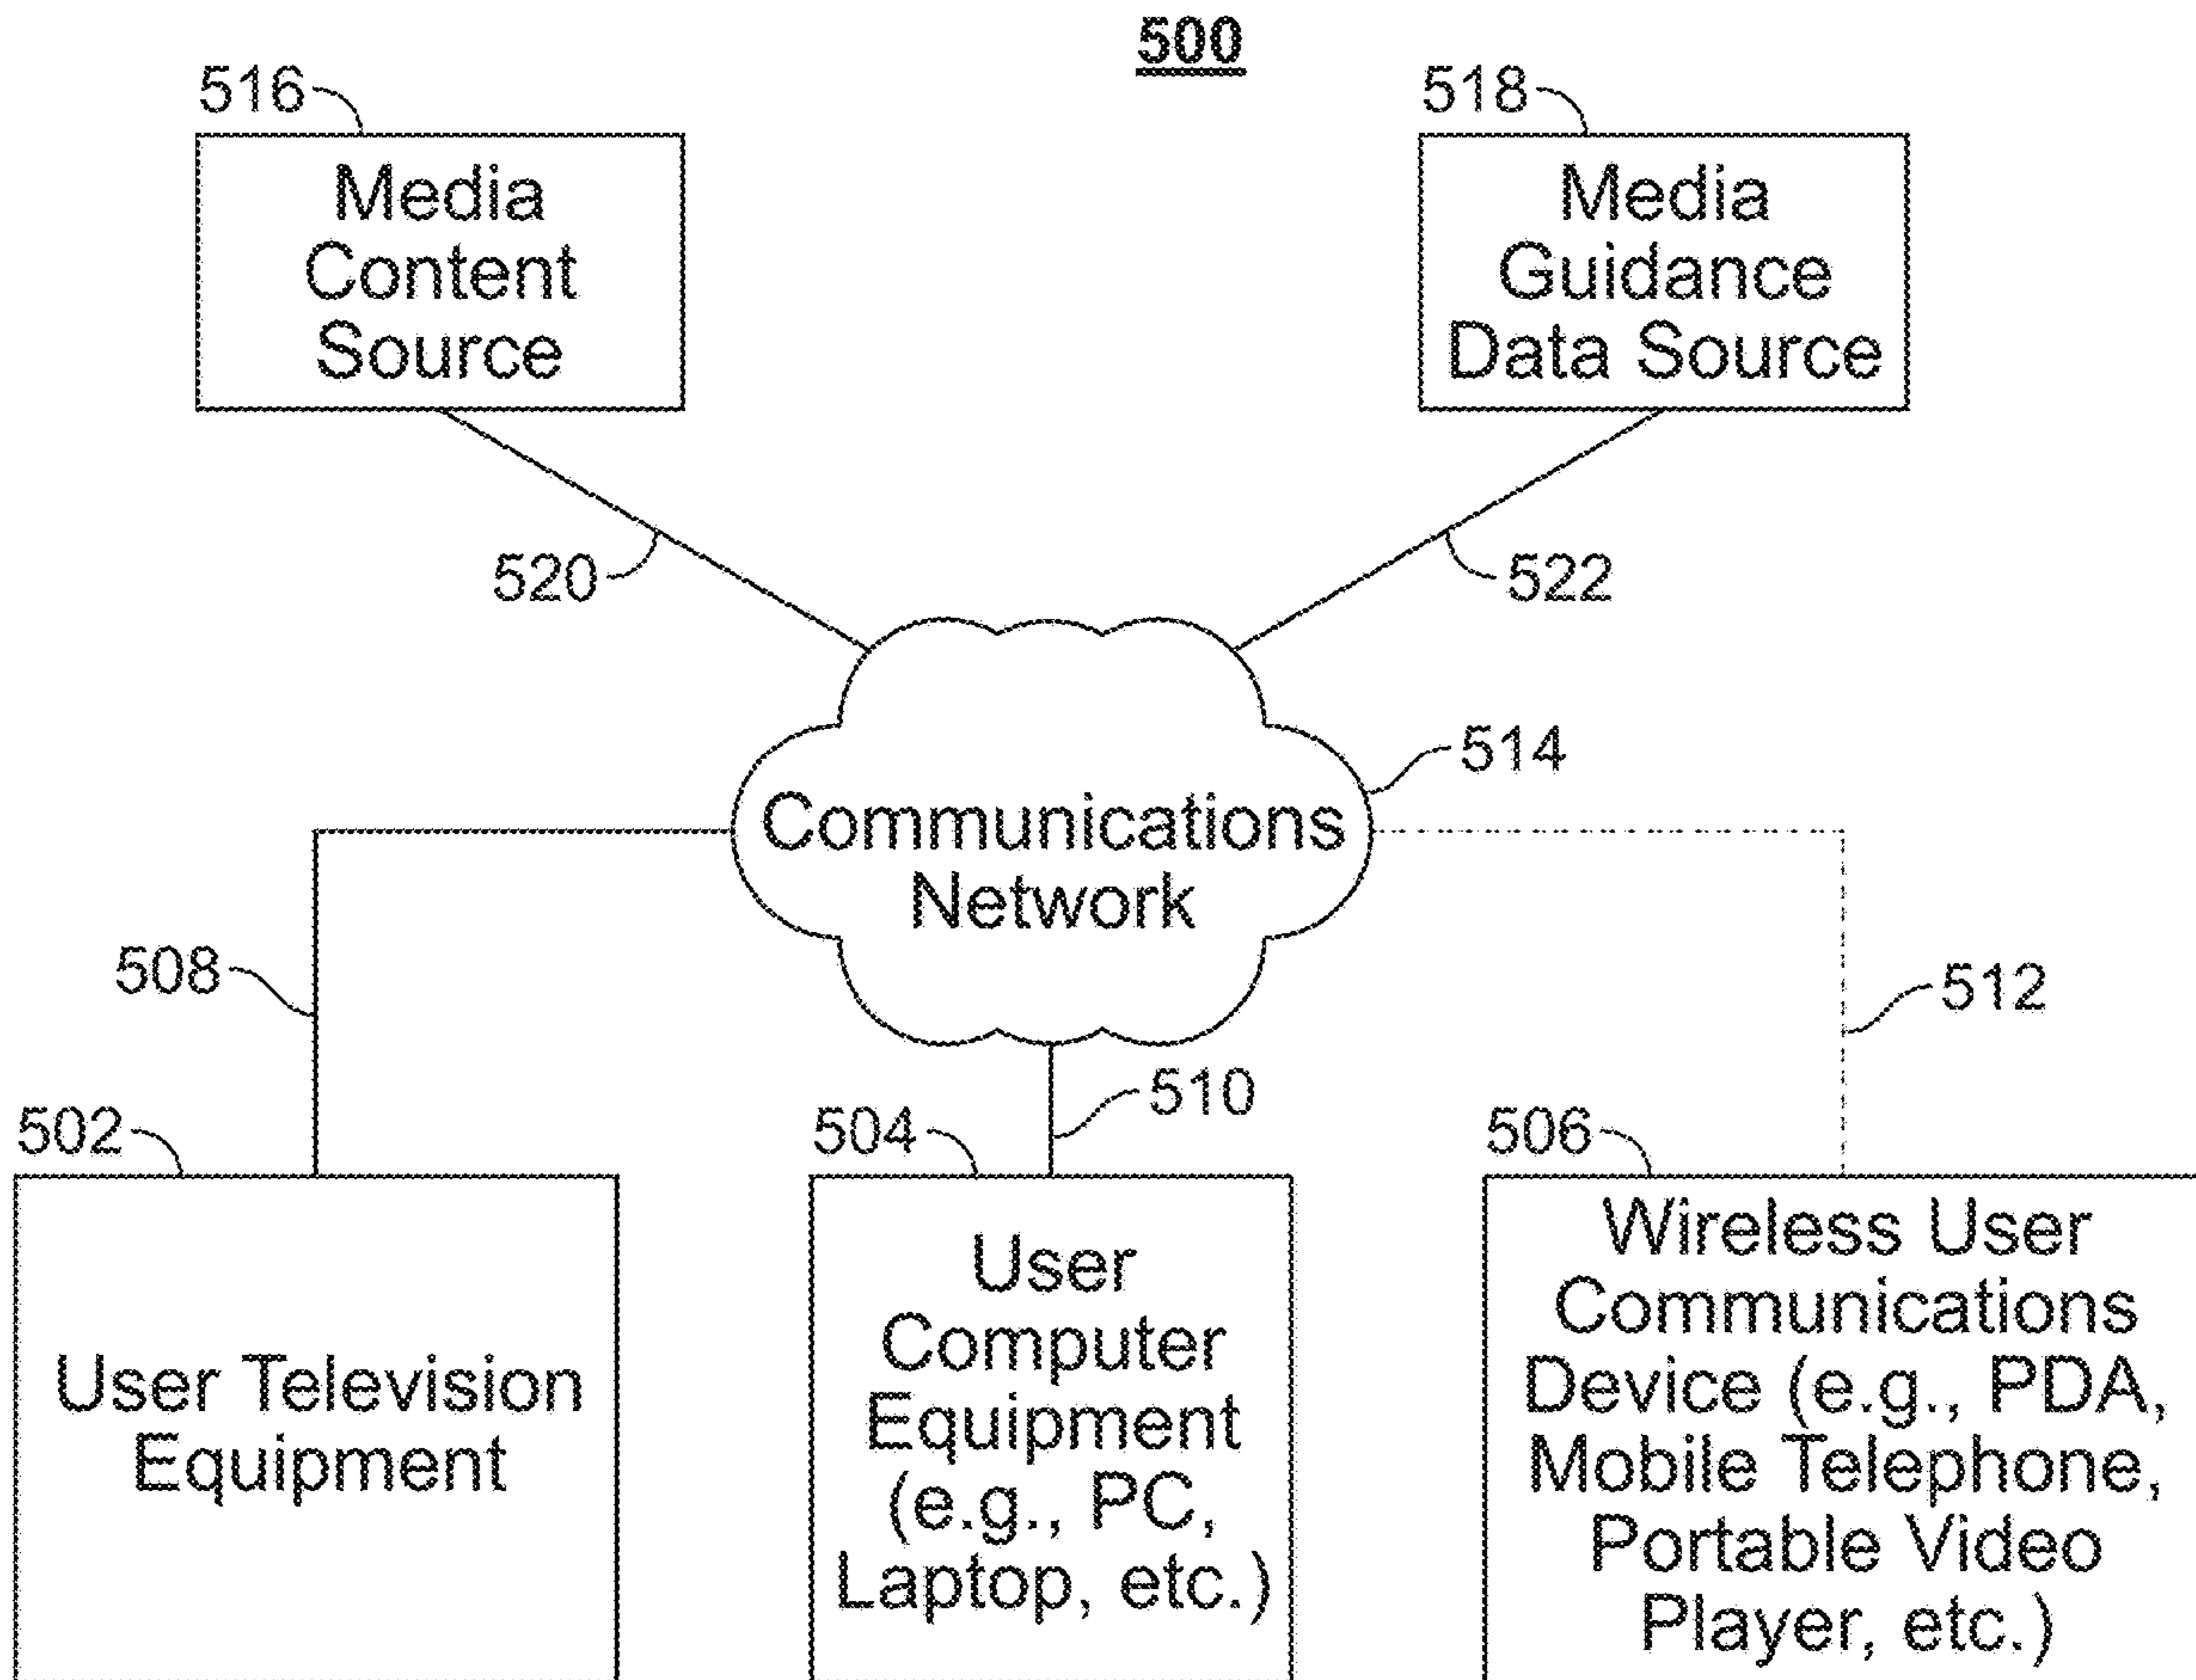 500
516
518
Media
Content
Source
Media
Guidance
Data Source
520
522
514
Communications
Network
508
512
510
502
504
506
User Television
Equipment
User
Computer
Equipment
(e.g., PC,
Laptop, etc.)
Wireless User
Communications
Device (e.g., PDA,
Mobile Telephone,
Portable Video
Player, etc.)